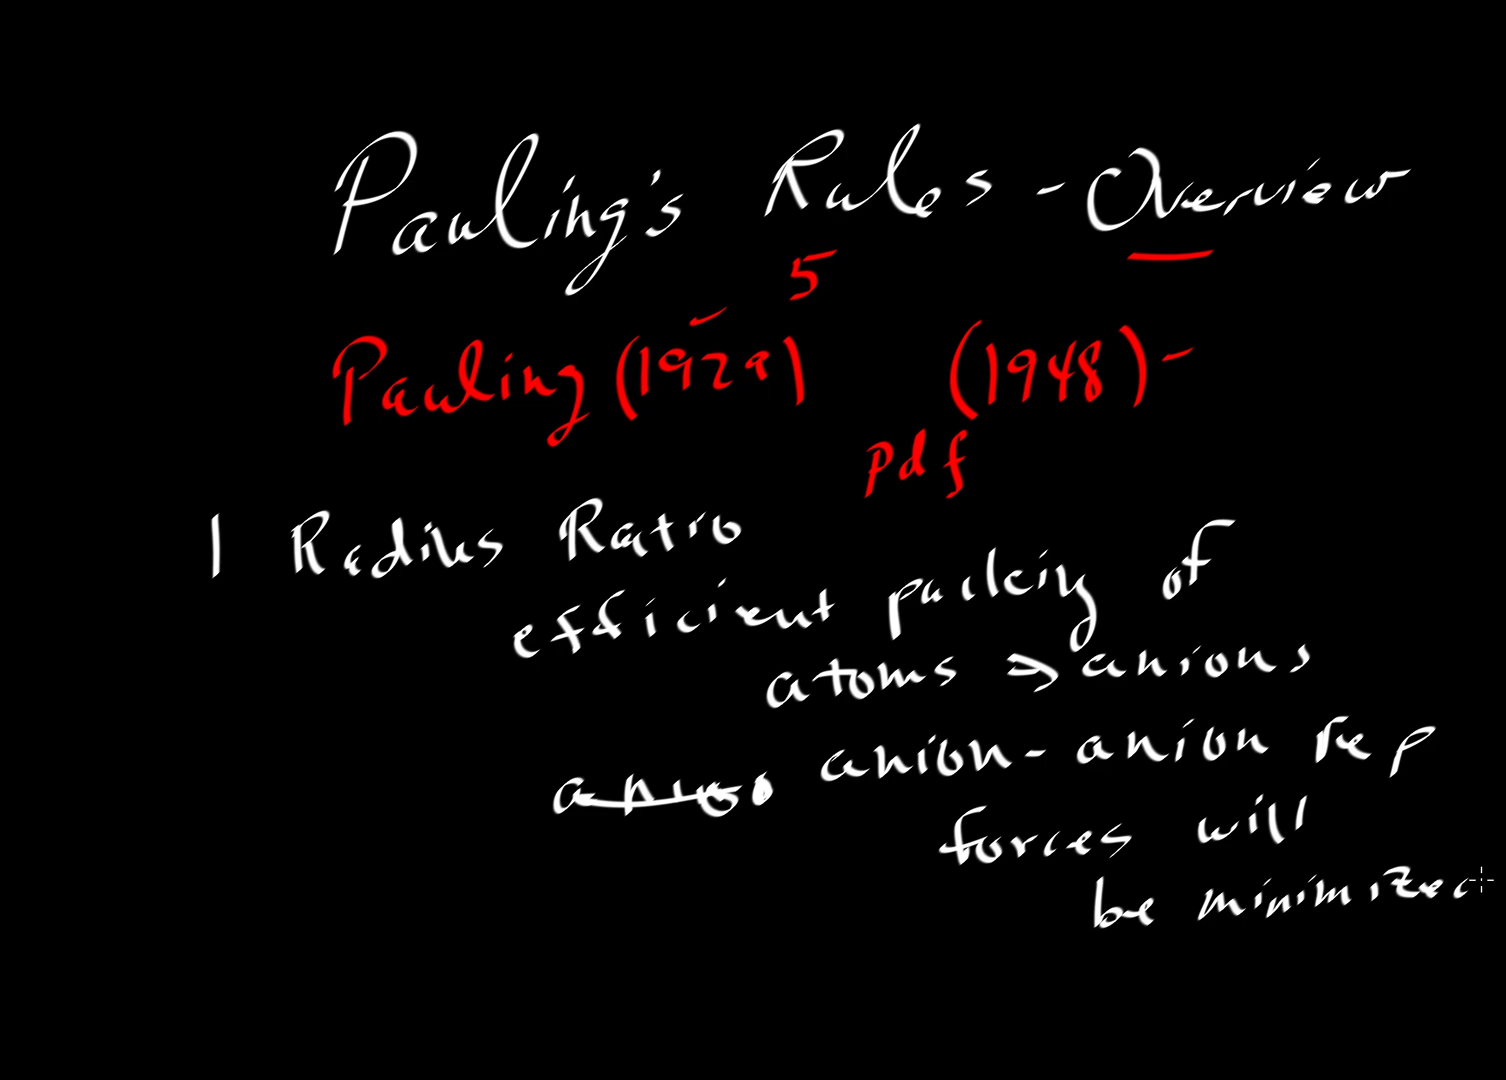 Pauling's Rules - Overview
5
Pauling (1929) (1948) -
pdf
1 Radius Ratio
efficient packing of
atoms → anions
anion - anion rep
forces will
be minimized